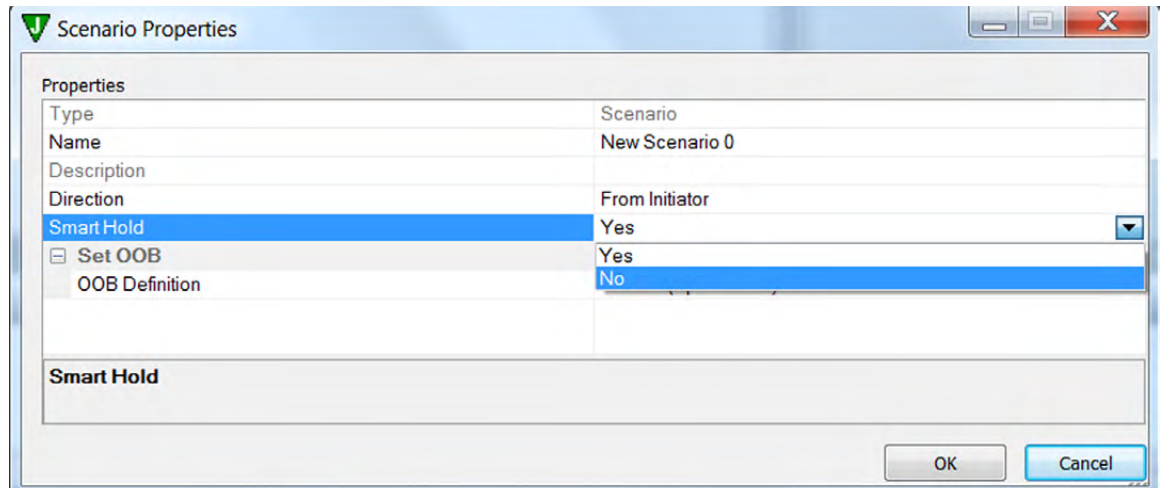 J Scenario Properties
Properties
Type Scenario
Name New Scenario 0
Description
Direction From Initiator
Smart Hold Yes
Set OOB Yes
No
OOB Definition
Smart Hold
OK Cancel